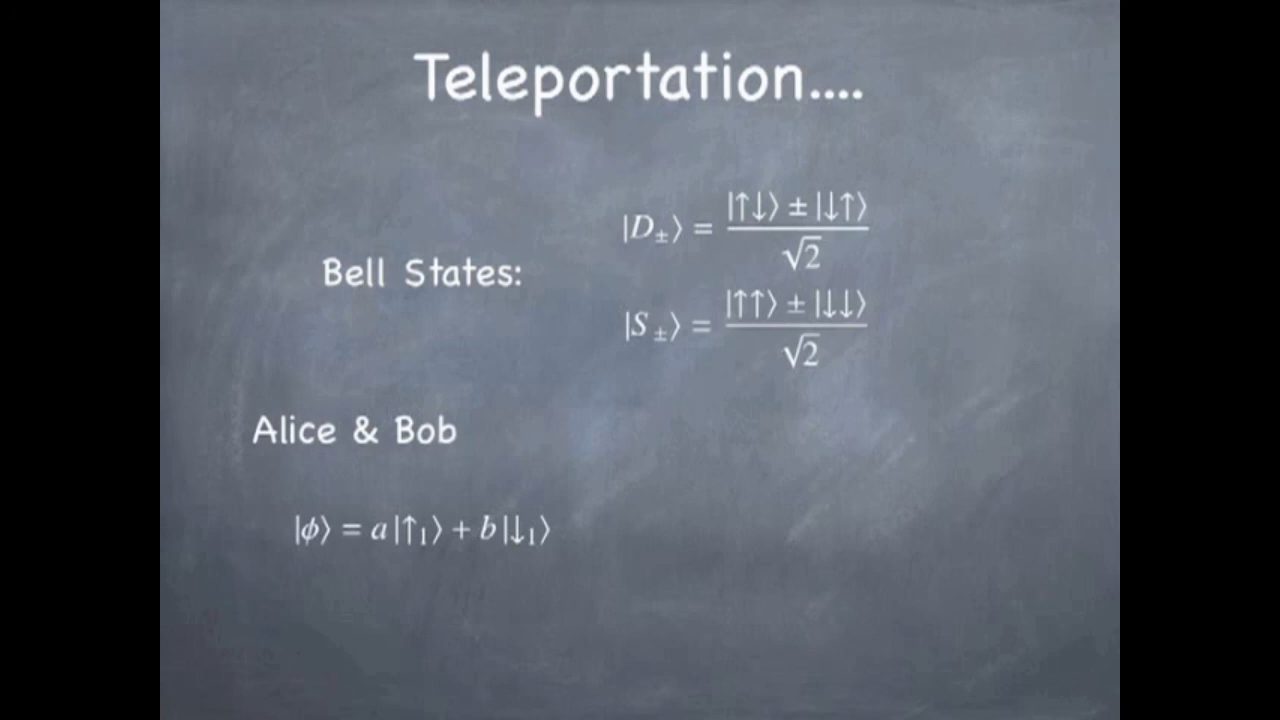 Teleportation....
|D±⟩ = |↑↓⟩ ± |↓↑⟩ / √2
Bell States:
|S±⟩ = |↑↑⟩ ± |↓↓⟩ / √2
Alice & Bob
|ϕ⟩ = a|↑₁⟩ + b|↓₁⟩